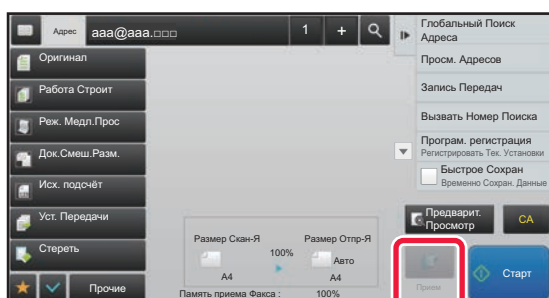 Адрес aaa@aaa.□□□ 1 +
Оригинал
Работа Строит
Реж. Медл.Прос
Док.Смеш.Разм.
Исх. подсчёт
Уст. Передачи
Стереть
Прочие
Размер Скан-Я
100%
A4
Размер Отпр-Я
Авто
A4
Память приема Факса : 100%
Глобальный Поиск
Адреса
Просм. Адресов
Запись Передач
Вызвать Номер Поиска
Програм. регистрация
Регистрировать Тек. Установки
Быстрое Сохран
Временно Сохран. Данные
Предварит.
Просмотр
CA
Прием
Старт